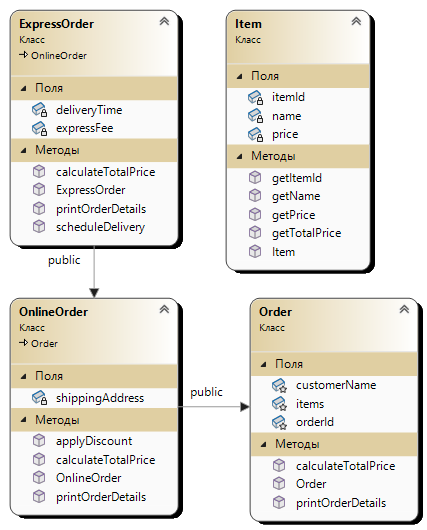 ExpressOrder
Класс
OnlineOrder
Поля
deliveryTime
expressFee
Методы
calculateTotalPrice
ExpressOrder
printOrderDetails
scheduleDelivery
Item
Класс
Поля
itemId
name
price
Методы
getItemId
getName
getPrice
getTotalPrice
Item
public
OnlineOrder
Класс
Order
Поля
shippingAddress
Методы
applyDiscount
calculateTotalPrice
OnlineOrder
printOrderDetails
public
Order
Класс
Поля
customerName
items
orderId
Методы
calculateTotalPrice
Order
printOrderDetails